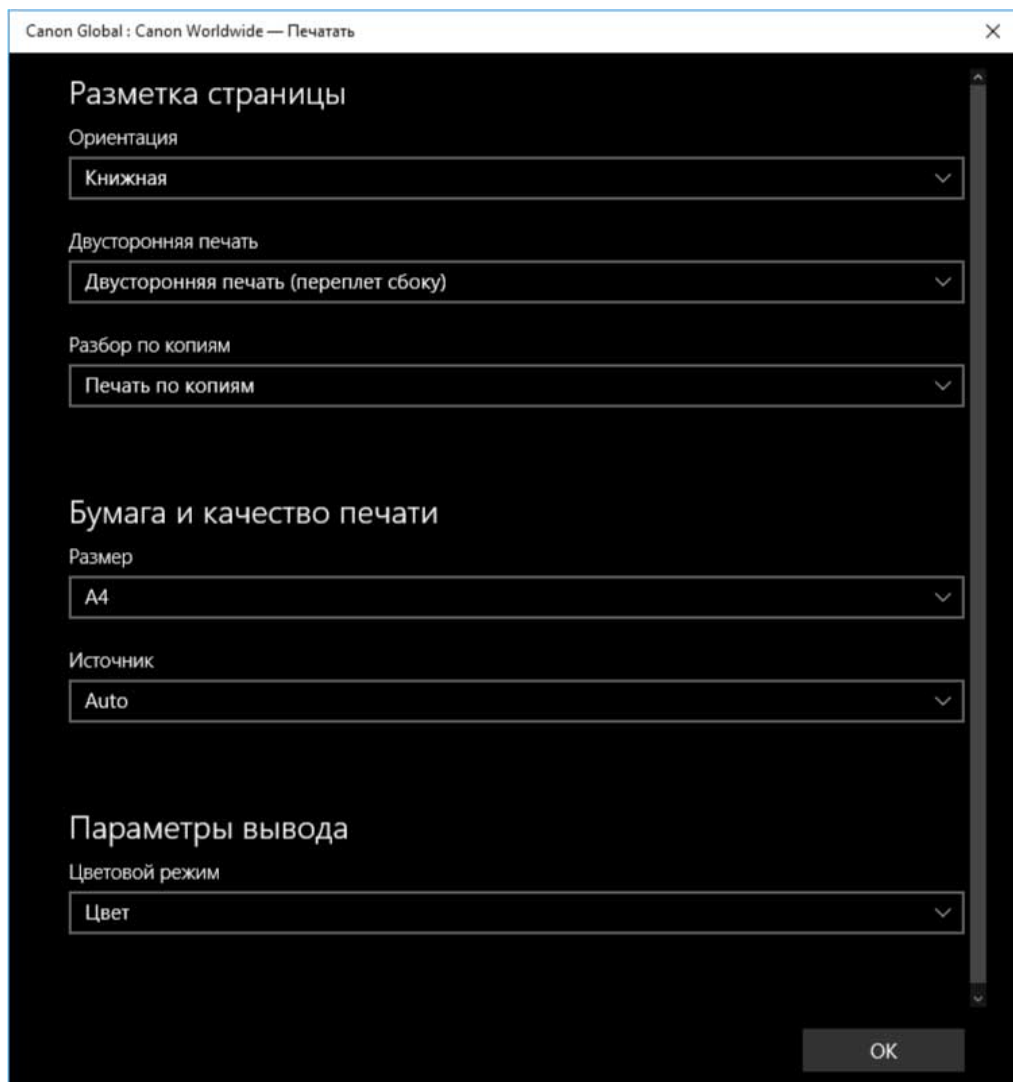 Canon Global : Canon Worldwide — Печатать
Разметка страницы
Ориентация
Книжная
Двусторонняя печать
Двусторонняя печать (переплет сбоку)
Разбор по копиям
Печать по копиям
Бумага и качество печати
Размер
A4
Источник
Auto
Параметры вывода
Цветовой режим
Цвет
OK